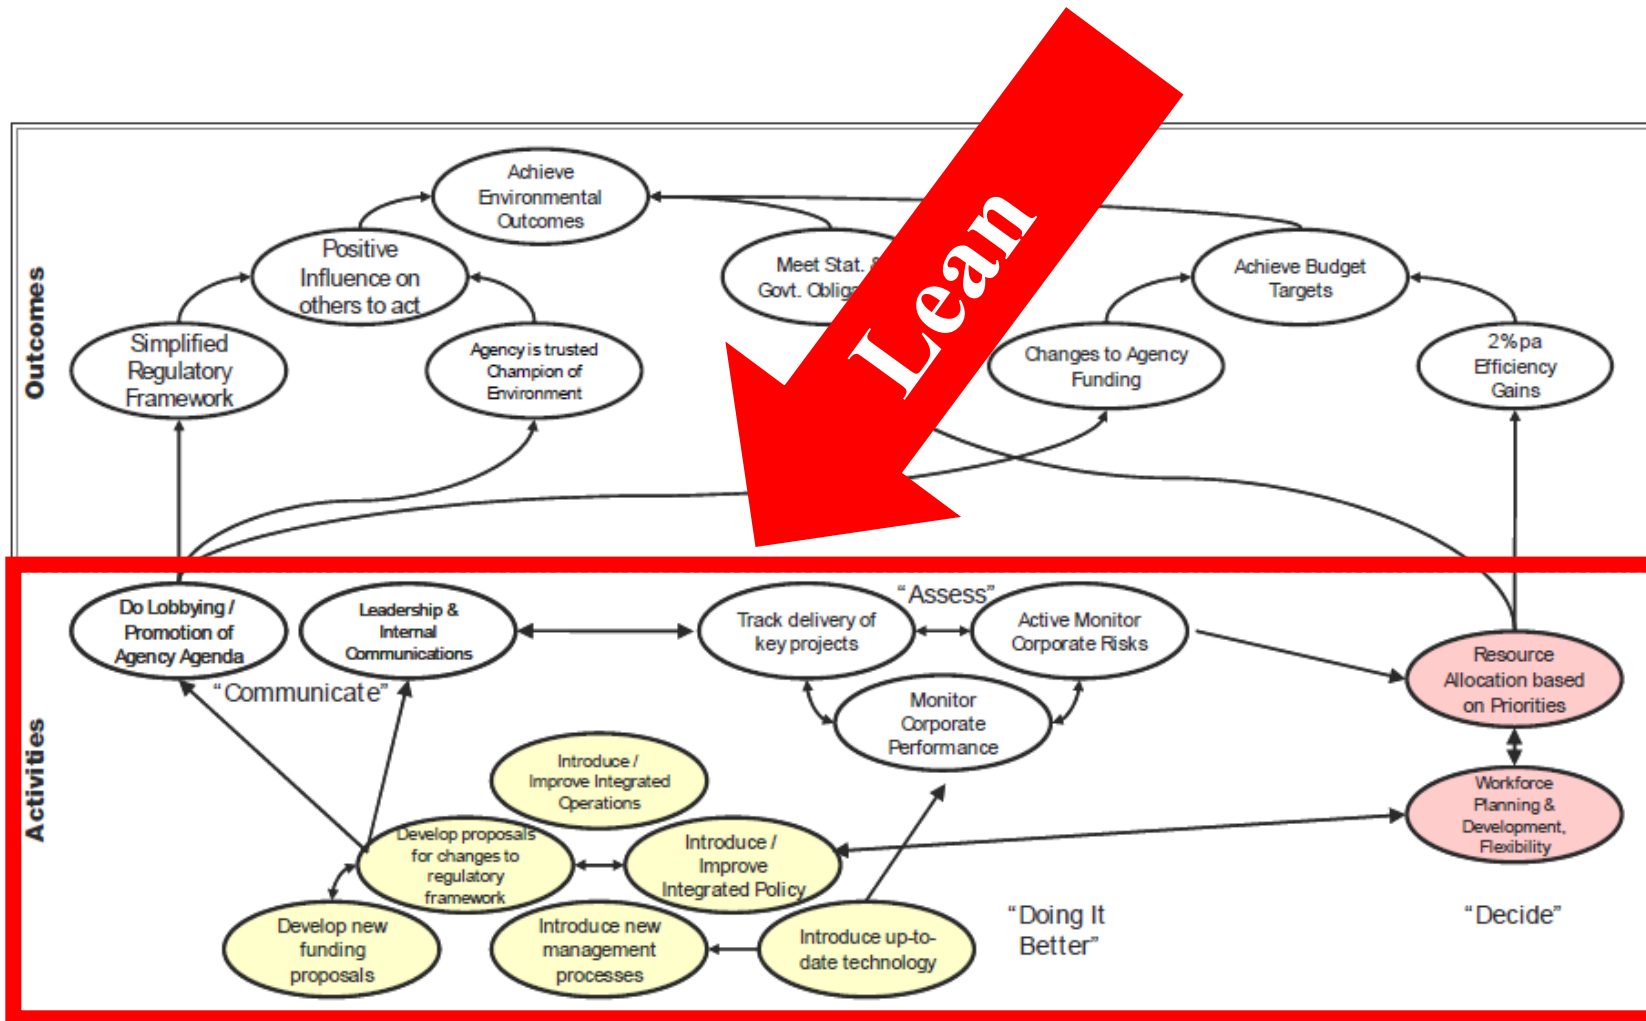 Lean
Outcomes
Achieve
Environmental
Outcomes
Positive
Influence on
others to act
Meet Stat.
Govt.
Achieve Budget
Targets
Simplified
Regulatory
Framework
Agency is trusted
Champion of
Environment
Changes to Agency
Funding
2%pa
Efficiency
Gains
Activities
Do Lobbying /
Promotion of
Agency Agenda
Leadership &
Internal
Communications
“Communicate”
Track delivery of
key projects
“Assess”
Active Monitor
Corporate Risks
Monitor
Corporate
Performance
Resource
Allocation based
on Priorities
Introduce /
Improve Integrated
Operations
Develop proposals
for changes to
regulatory
framework
Introduce /
Improve
Integrated Policy
Workforce
Planning &
Development,
Flexibility
Develop new
funding
proposals
Introduce new
management
processes
Introduce up-to-
date technology
“Doing It
Better”
“Decide”